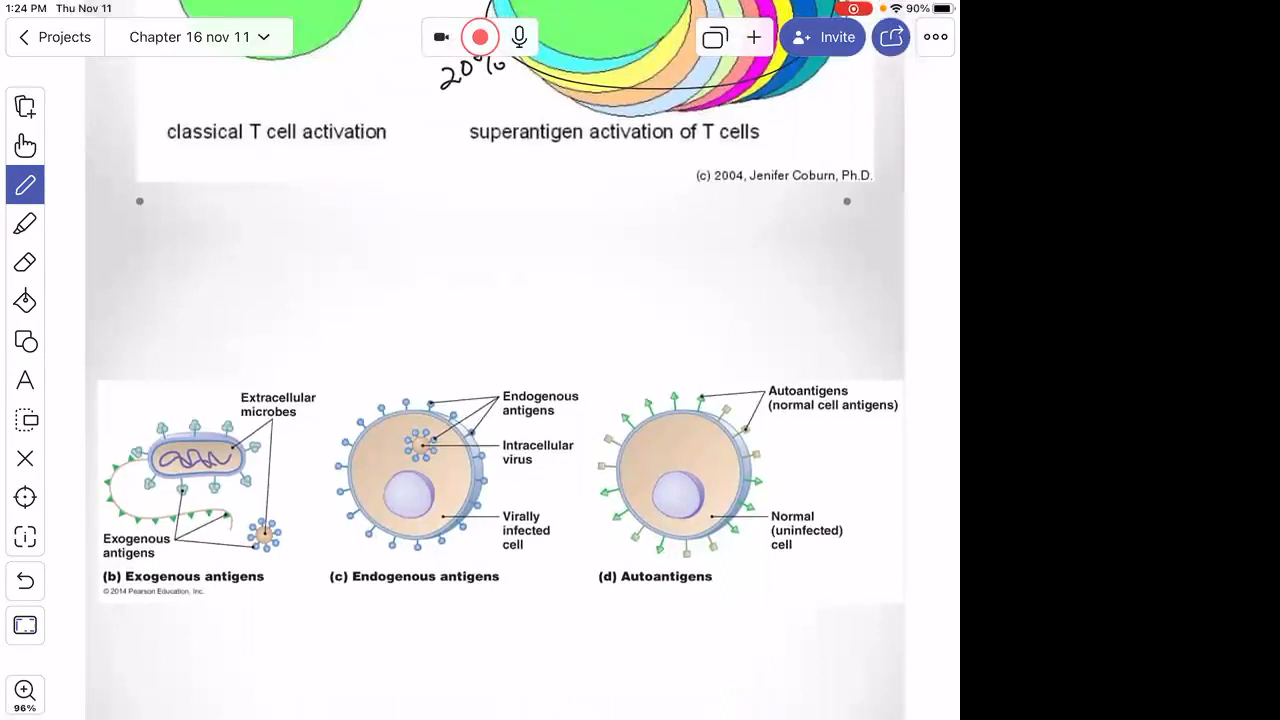 1:24 PM Thu Nov 11
90%
Projects
Chapter 16 nov 11
Invite
20%
classical T cell activation
superantigen activation of T cells
(c) 2004, Jenifer Coburn, Ph.D.
Extracellular
microbes
Exogenous
antigens
(b) Exogenous antigens
© 2014 Pearson Education, Inc.
Endogenous
antigens
Intracellular
virus
Virally
infected
cell
(c) Endogenous antigens
Autoantigens
(normal cell antigens)
Normal
(uninfected)
cell
(d) Autoantigens
A
96%